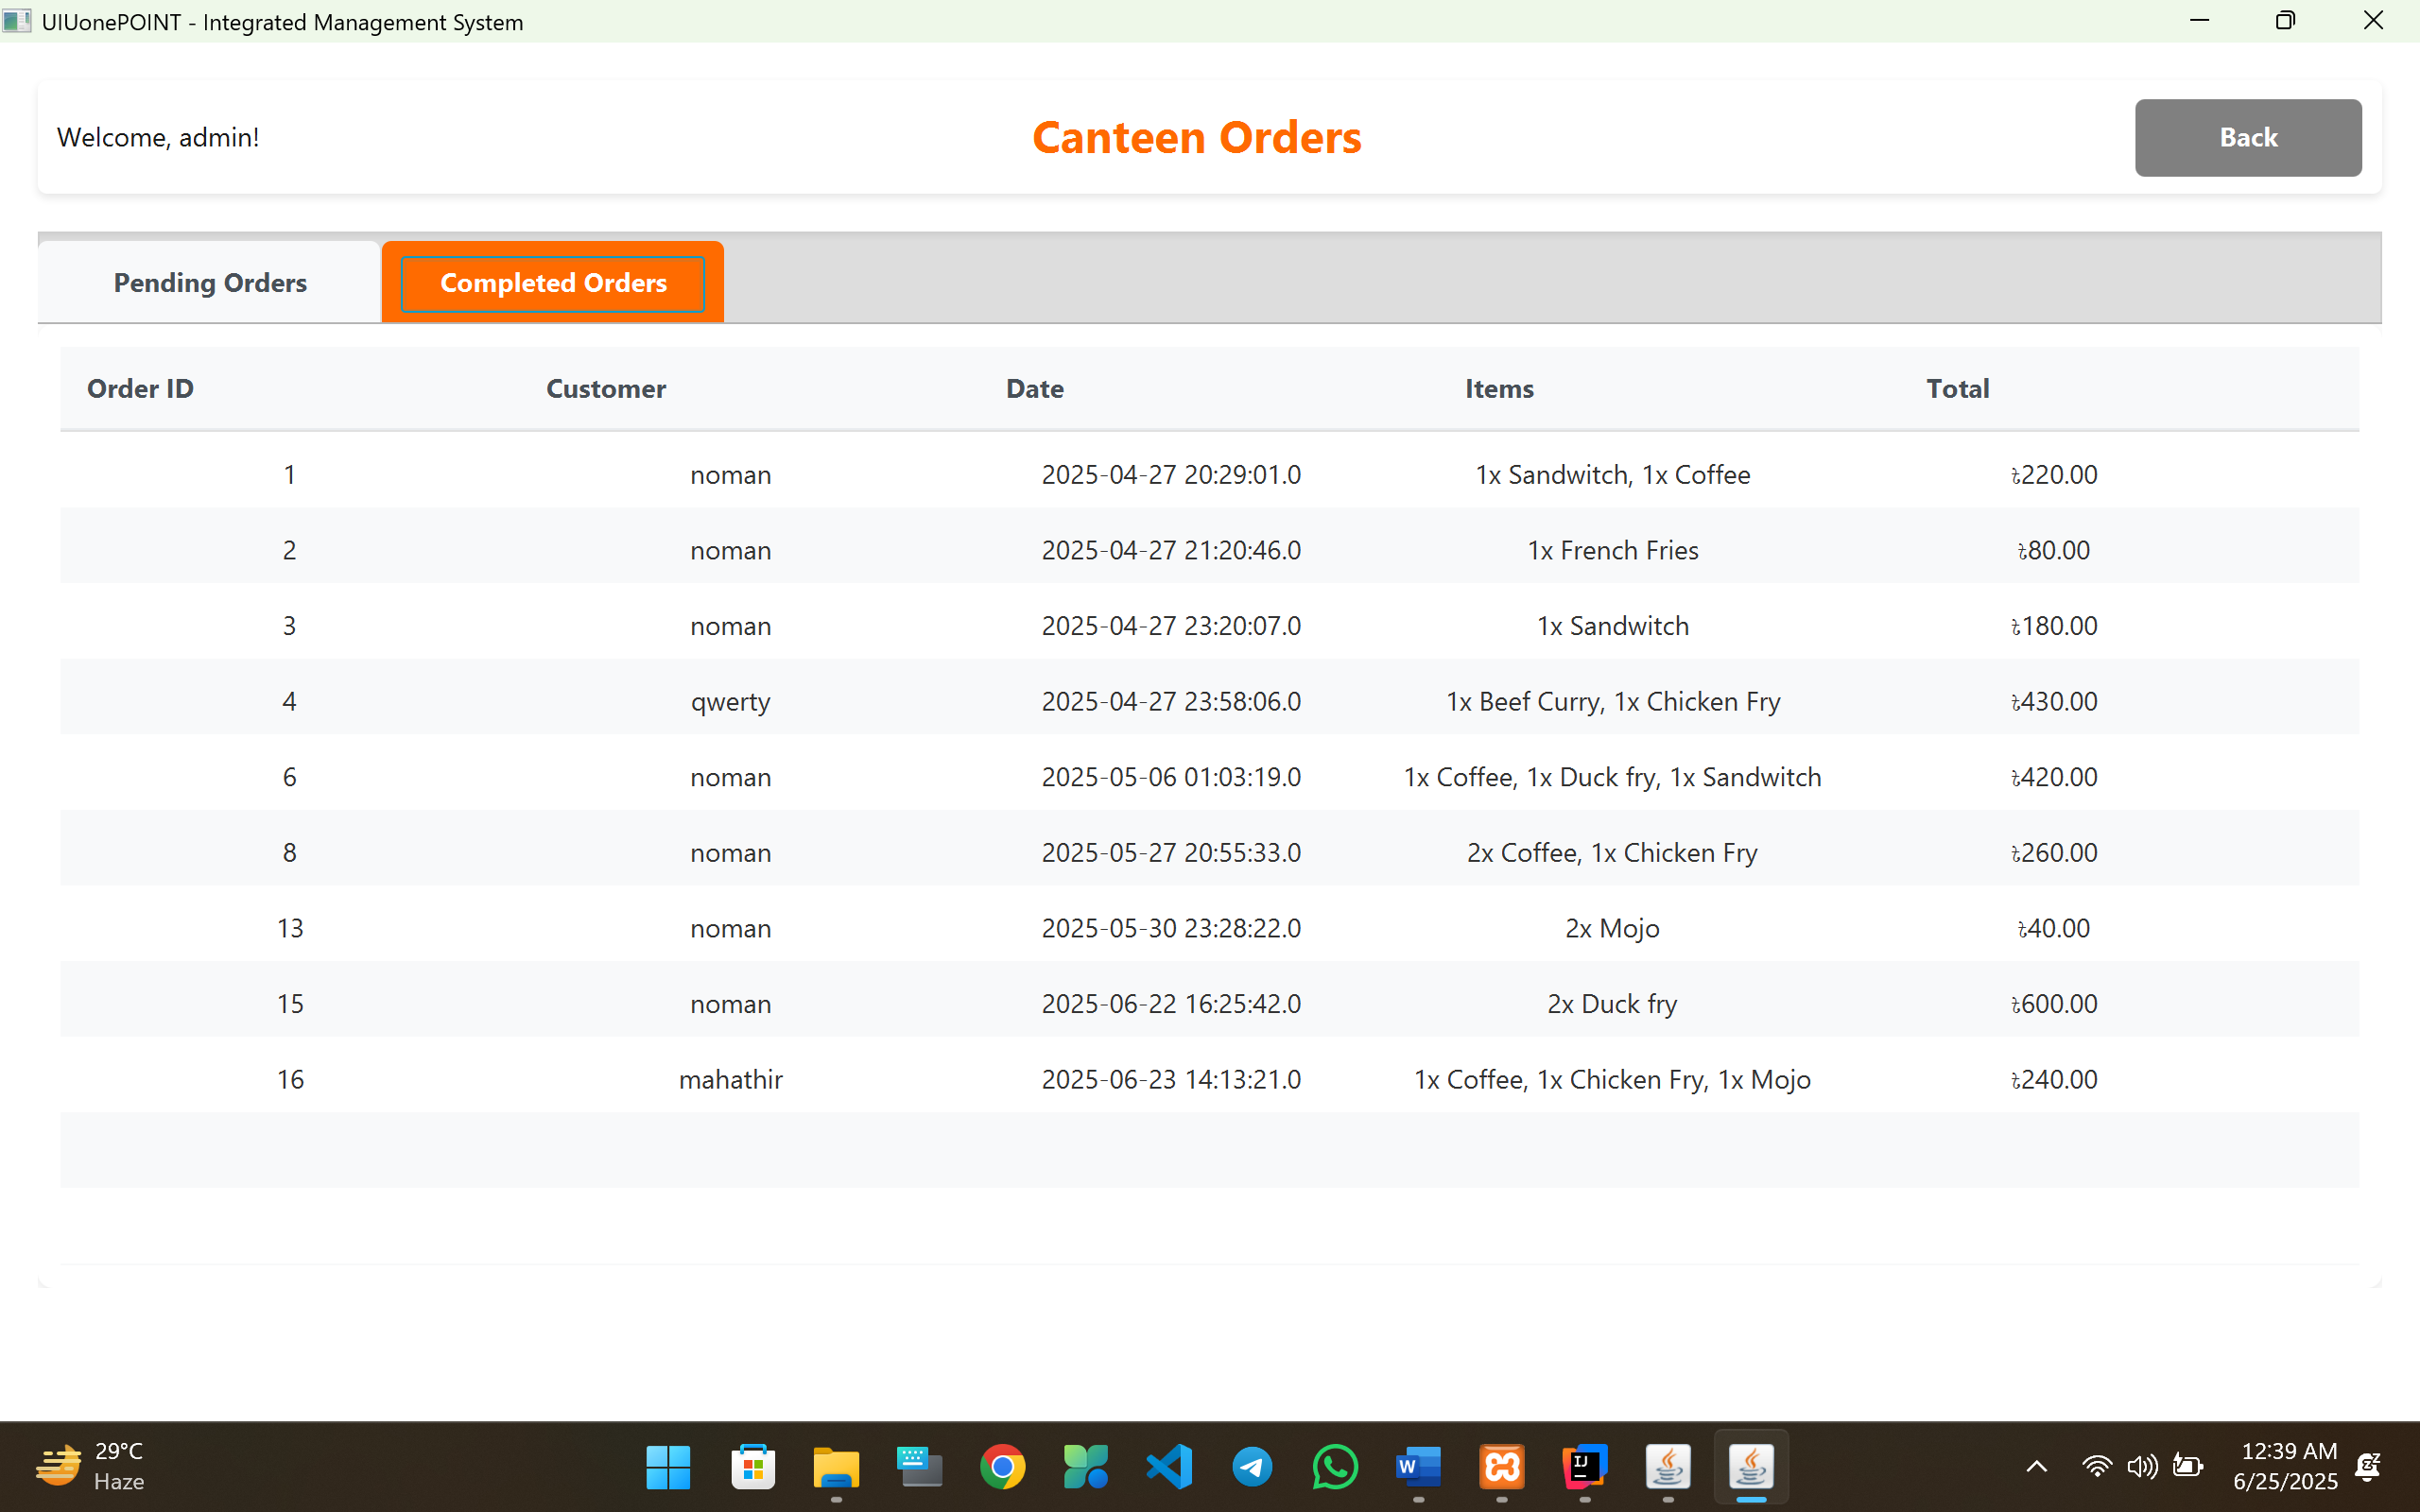 UIUonePOINT - Integrated Management System
Welcome, admin!
Canteen Orders
Back
Pending Orders
Completed Orders
Order ID Customer Date Items Total
1 noman 2025-04-27 20:29:01.0 1x Sandwitch, 1x Coffee ৳220.00
2 noman 2025-04-27 21:20:46.0 1x French Fries ৳80.00
3 noman 2025-04-27 23:20:07.0 1x Sandwitch ৳180.00
4 qwerty 2025-04-27 23:58:06.0 1x Beef Curry, 1x Chicken Fry ৳430.00
6 noman 2025-05-06 01:03:19.0 1x Coffee, 1x Duck fry, 1x Sandwitch ৳420.00
8 noman 2025-05-27 20:55:33.0 2x Coffee, 1x Chicken Fry ৳260.00
13 noman 2025-05-30 23:28:22.0 2x Mojo ৳40.00
15 noman 2025-06-22 16:25:42.0 2x Duck fry ৳600.00
16 mahathir 2025-06-23 14:13:21.0 1x Coffee, 1x Chicken Fry, 1x Mojo ৳240.00
29°C
Haze
W
IJ
12:39 AM
6/25/2025